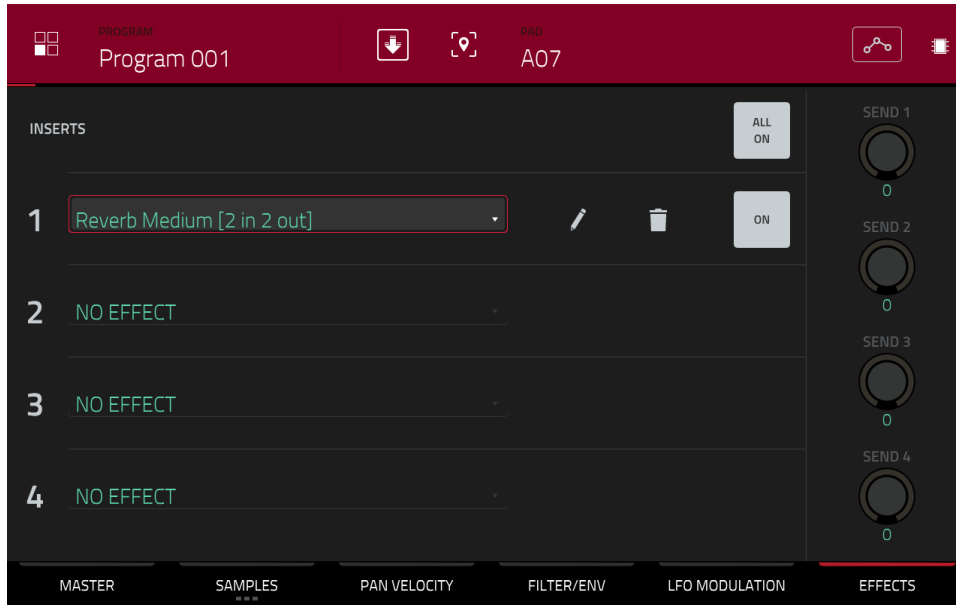 PROGRAM
Program 001
PAD
A07
INSERTS
ALL
ON
SEND 1
0
1
Reverb Medium [2 in 2 out]
ON
SEND 2
0
2
NO EFFECT
SEND 3
0
3
NO EFFECT
SEND 4
0
4
NO EFFECT
MASTER
SAMPLES
PAN VELOCITY
FILTER/ENV
LFO MODULATION
EFFECTS